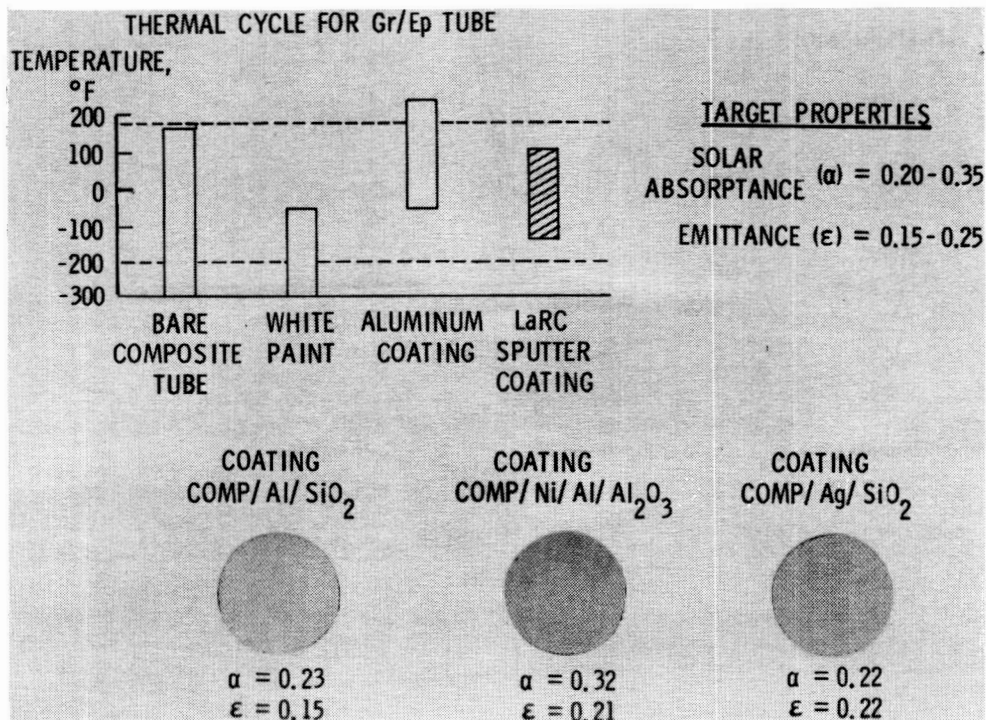 THERMAL CYCLE FOR Gr/Ep TUBE
TEMPERATURE,
°F
200
100
0
-100
-200
-300
BARE
COMPOSITE
TUBE
WHITE
PAINT
ALUMINUM
COATING
LaRC
SPUTTER
COATING
TARGET PROPERTIES
SOLAR
ABSORPTANCE (α) = 0.20-0.35
EMITTANCE (ε) = 0.15-0.25
COATING
COMP/Al/SiO₂
α = 0.23
ε = 0.15
COATING
COMP/Ni/Al/Al₂O₃
α = 0.32
ε = 0.21
COATING
COMP/Ag/SiO₂
α = 0.22
ε = 0.22